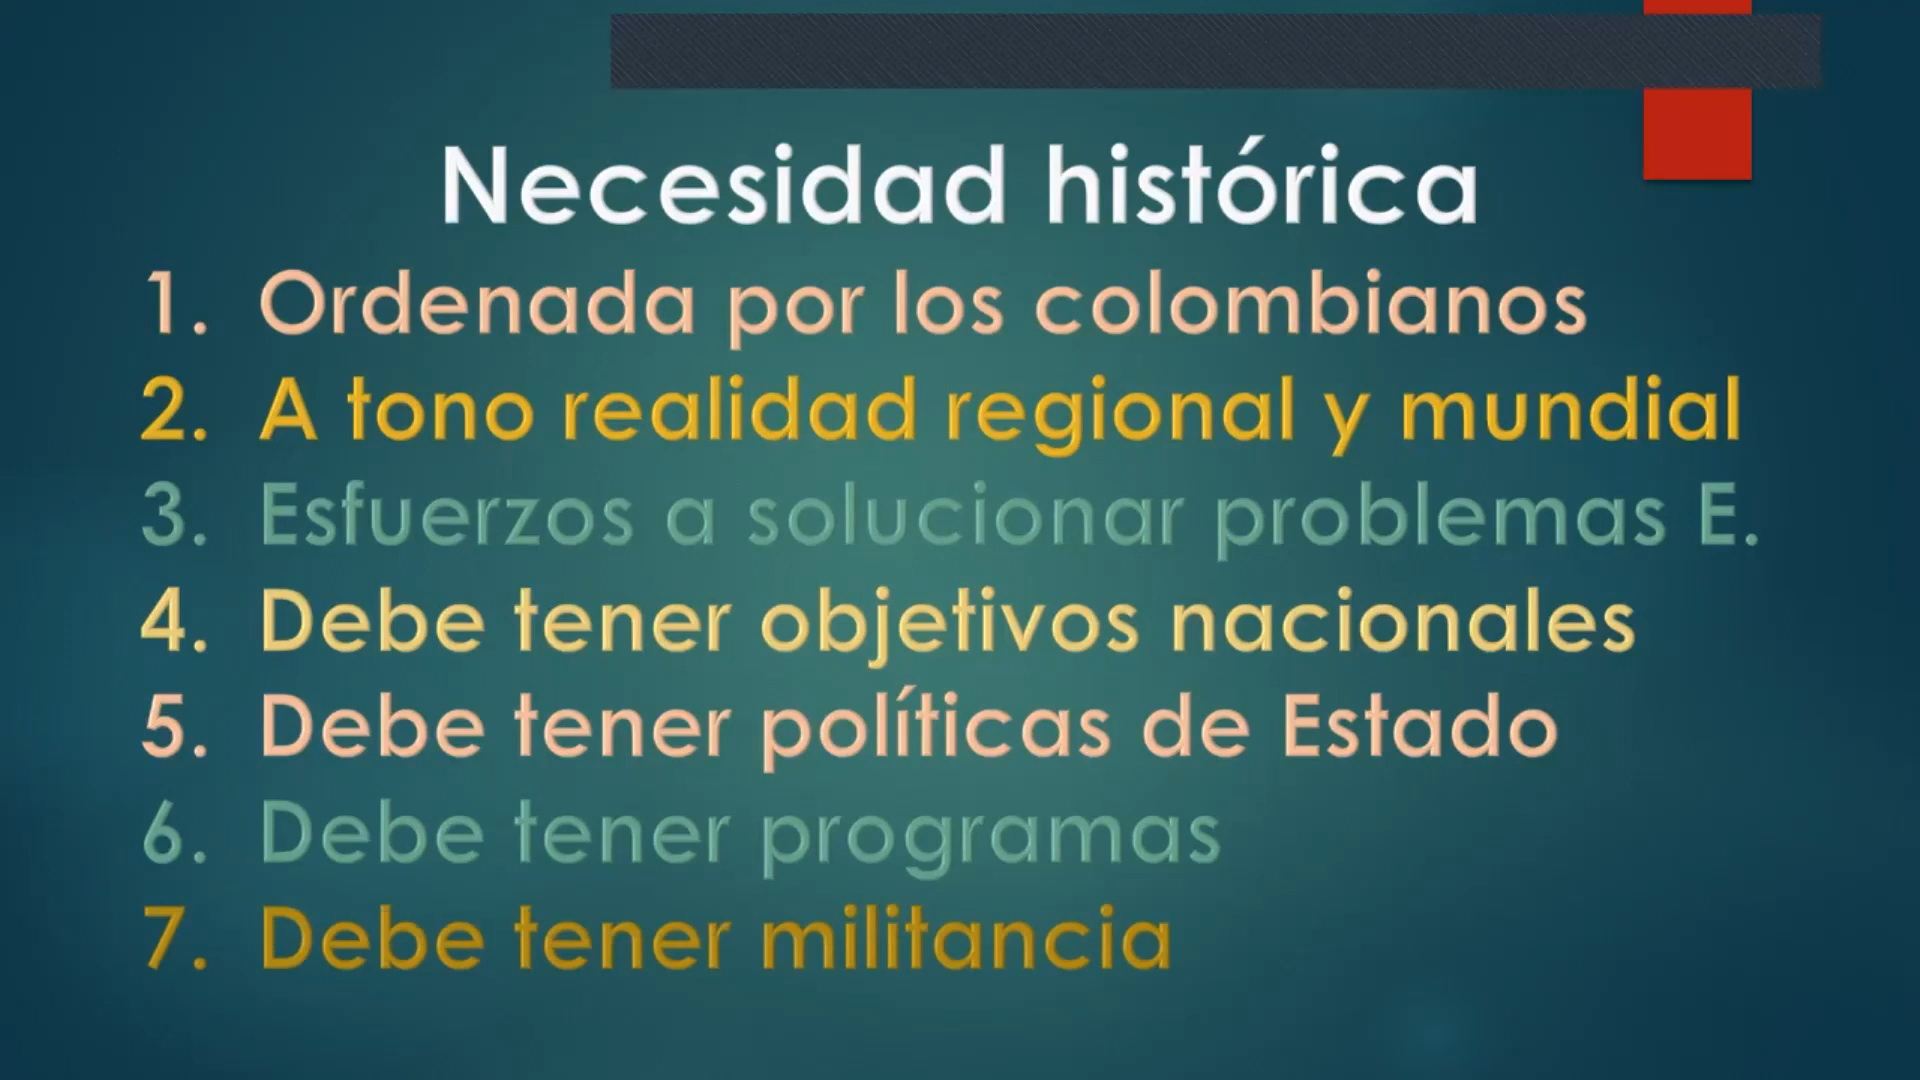 Necesidad histórica
1. Ordenada por los colombianos
2. A tono realidad regional y mundial
3. Esfuerzos a solucionar problemas E.
4. Debe tener objetivos nacionales
5. Debe tener políticas de Estado
6. Debe tener programas
7. Debe tener militancia